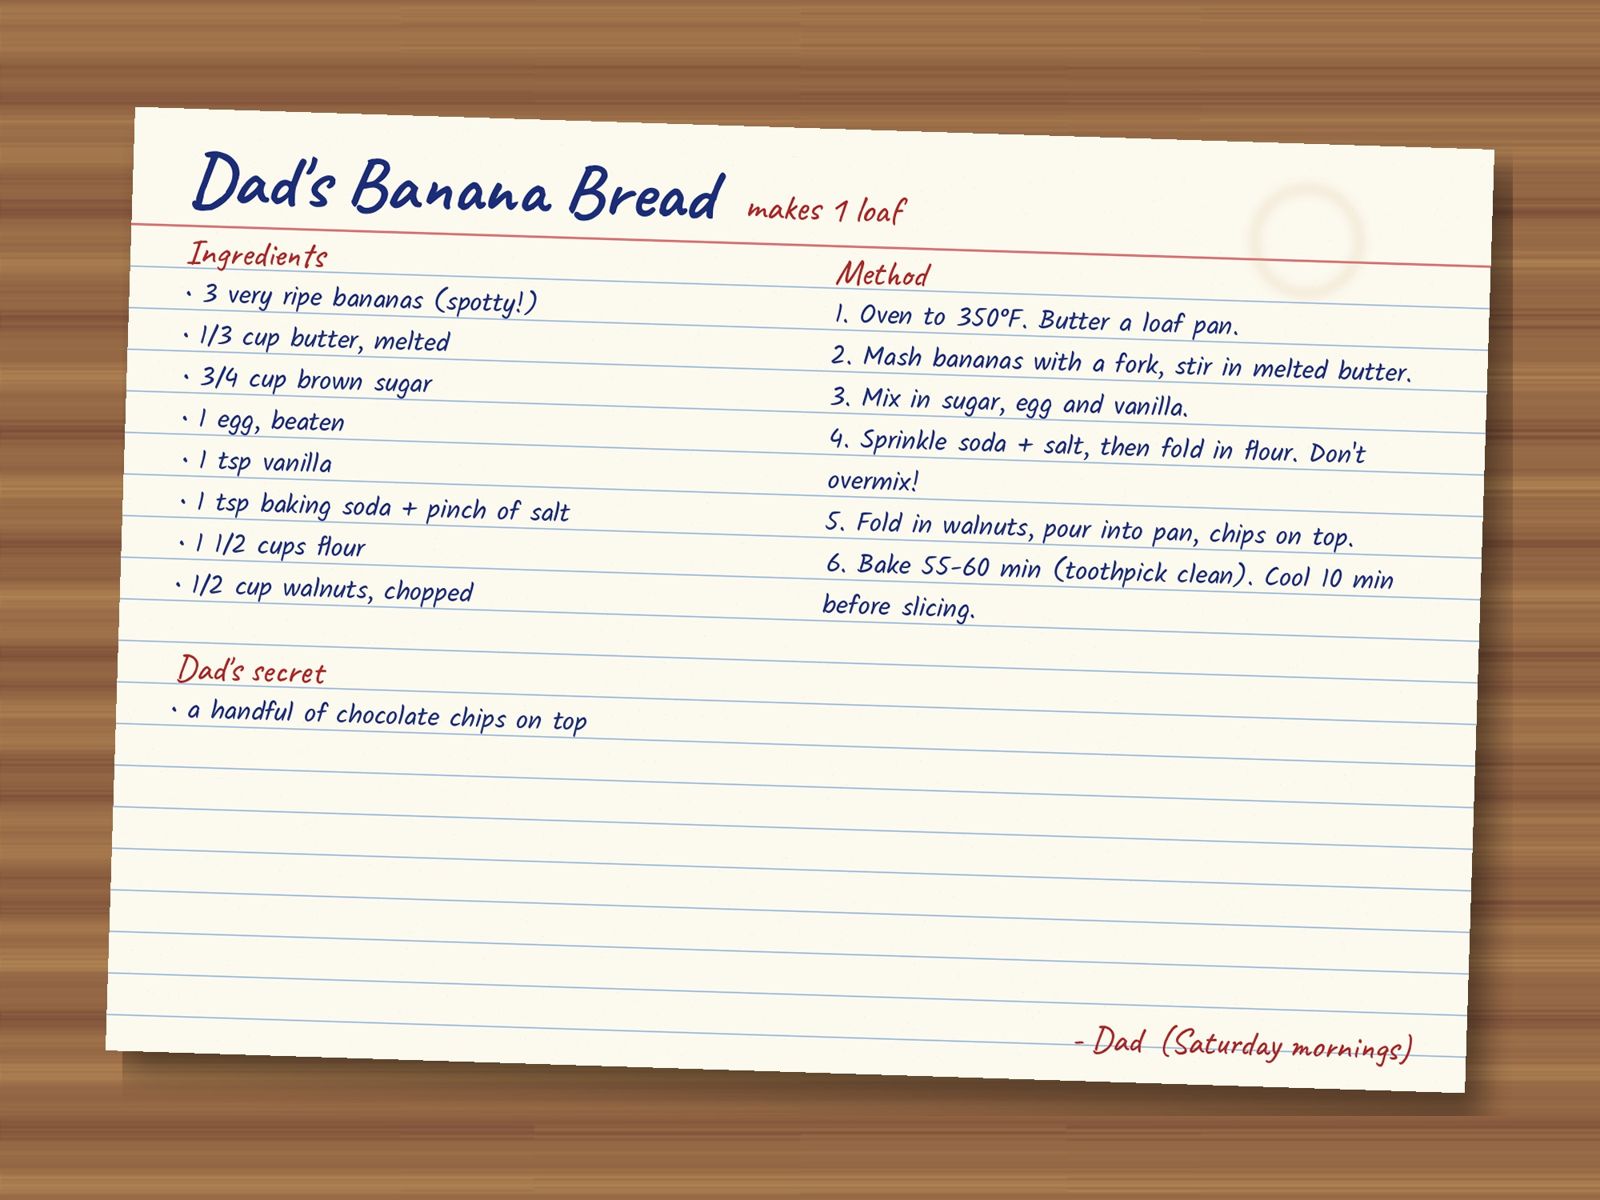 Dad's Banana Bread makes 1 loaf
Ingredients
· 3 very ripe bananas (spotty!)
· 1/3 cup butter, melted
· 3/4 cup brown sugar
· 1 egg, beaten
· 1 tsp vanilla
· 1 tsp baking soda + pinch of salt
· 1 1/2 cups flour
· 1/2 cup walnuts, chopped
Dad's secret
· a handful of chocolate chips on top
Method
1. Oven to 350°F. Butter a loaf pan.
2. Mash bananas with a fork, stir in melted butter.
3. Mix in sugar, egg and vanilla.
4. Sprinkle soda + salt, then fold in flour. Don't
overmix!
5. Fold in walnuts, pour into pan, chips on top.
6. Bake 55-60 min (toothpick clean). Cool 10 min
before slicing.
- Dad (Saturday mornings)